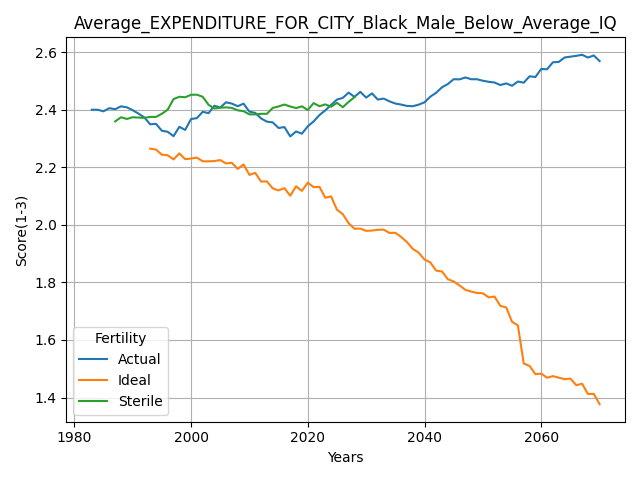 Average_EXPENDITURE_FOR_CITY_Black_Male_Below_Average_IQ
2.6
2.4
2.2
2.0
1.8
1.6
1.4
Score(1-3)
Fertility
Actual
Ideal
Sterile
1980
2000
2020
2040
2060
Years